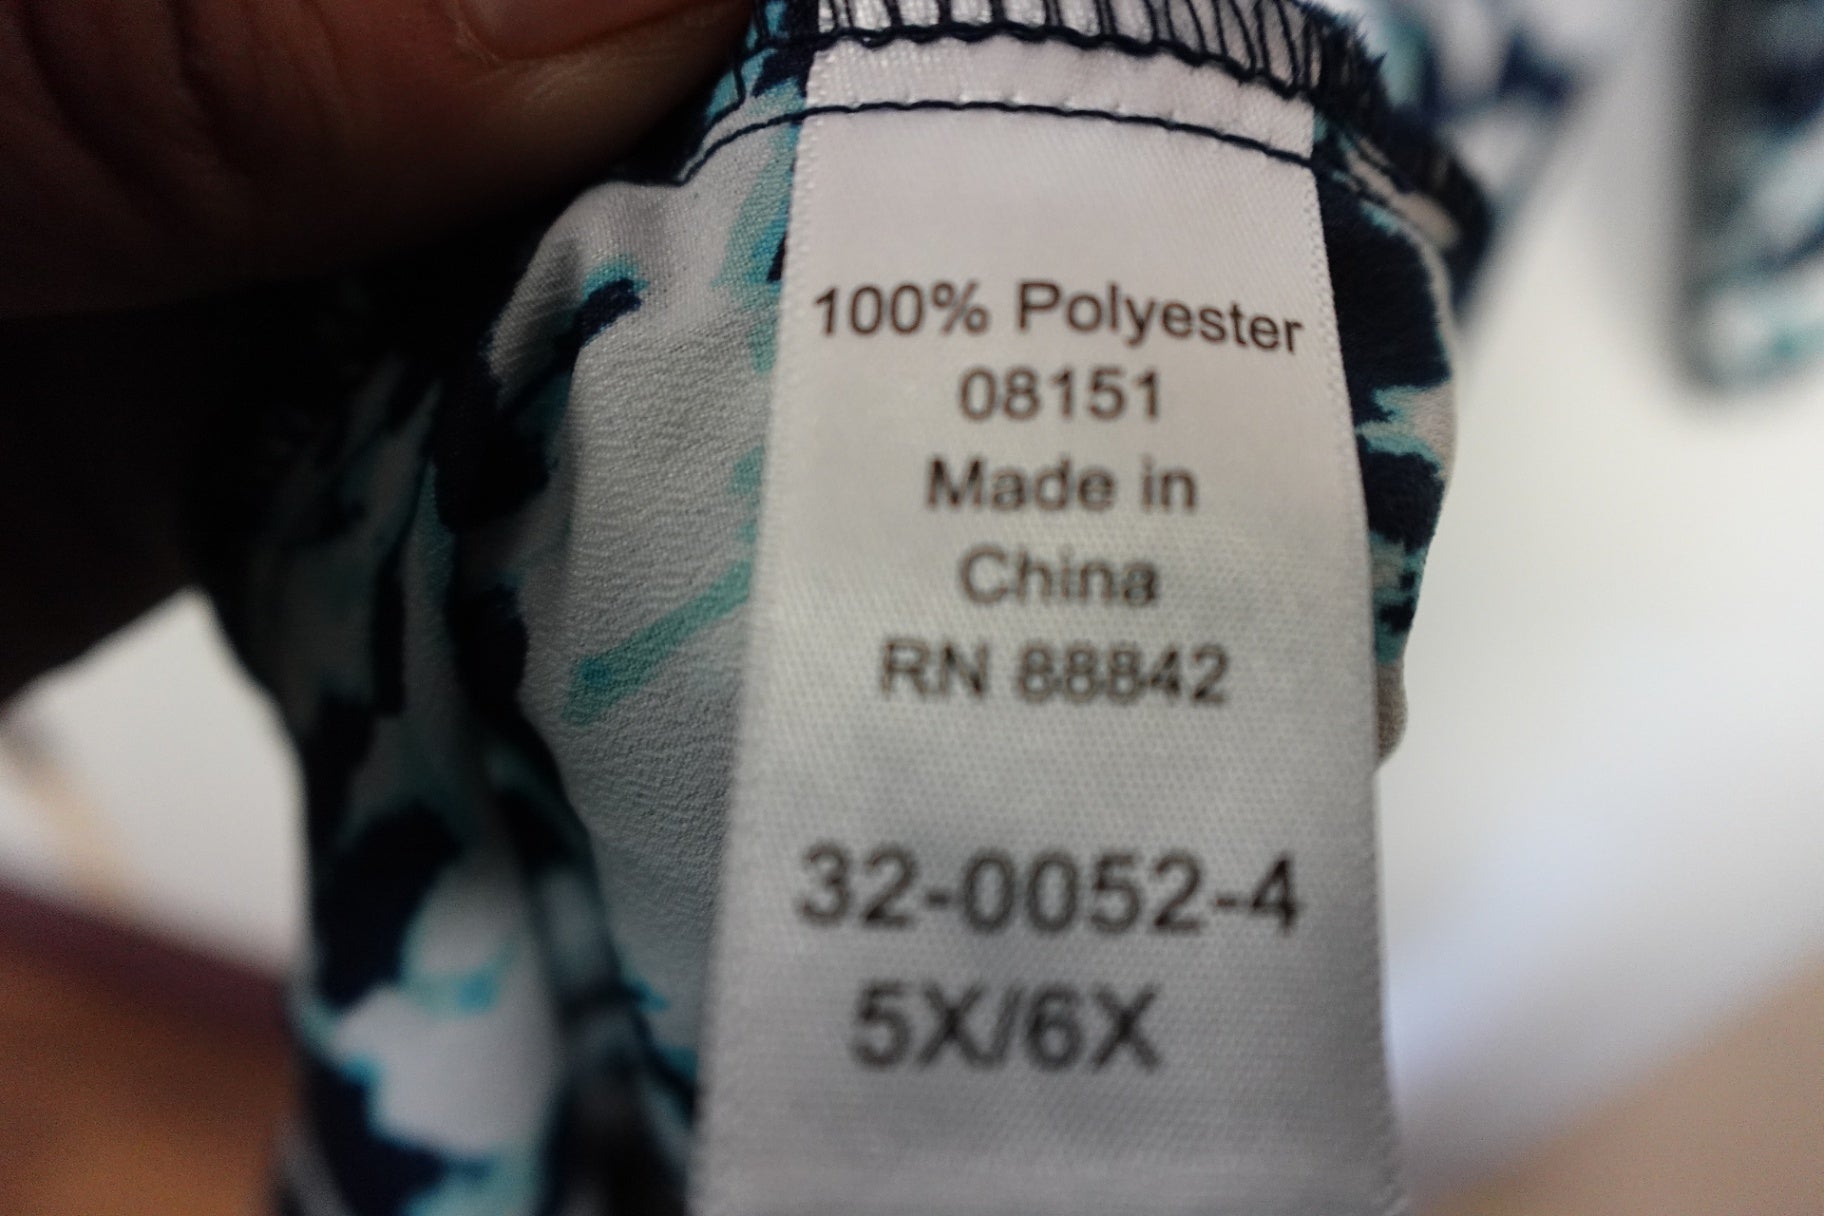 100% Polyester
08151
Made in
China
RN 88842
32-0052-4
5X/6X